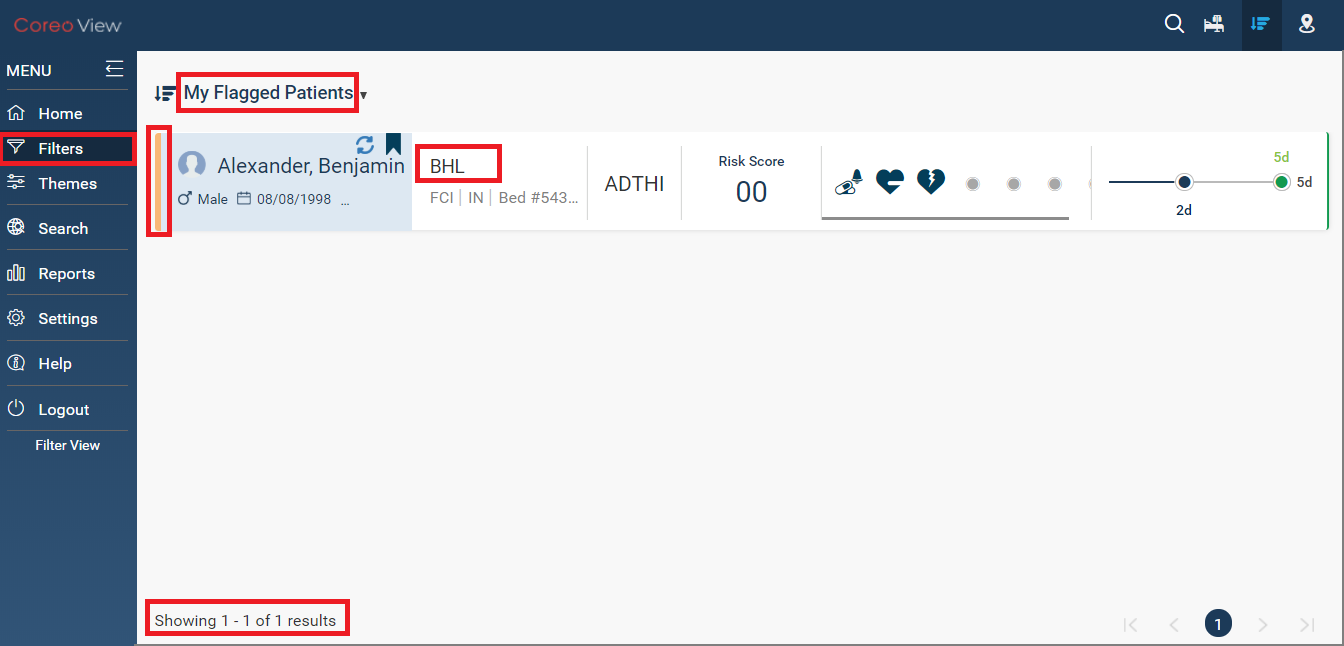 Coreo View
MENU
Home
Filters
Themes
Search
Reports
Settings
Help
Logout
Filter View
My Flagged Patients
Alexander, Benjamin
Male 08/08/1998 ...
BHL
FCI | IN | Bed #543...
ADTHI
Risk Score
00
5d
5d
2d
Showing 1 - 1 of 1 results
1